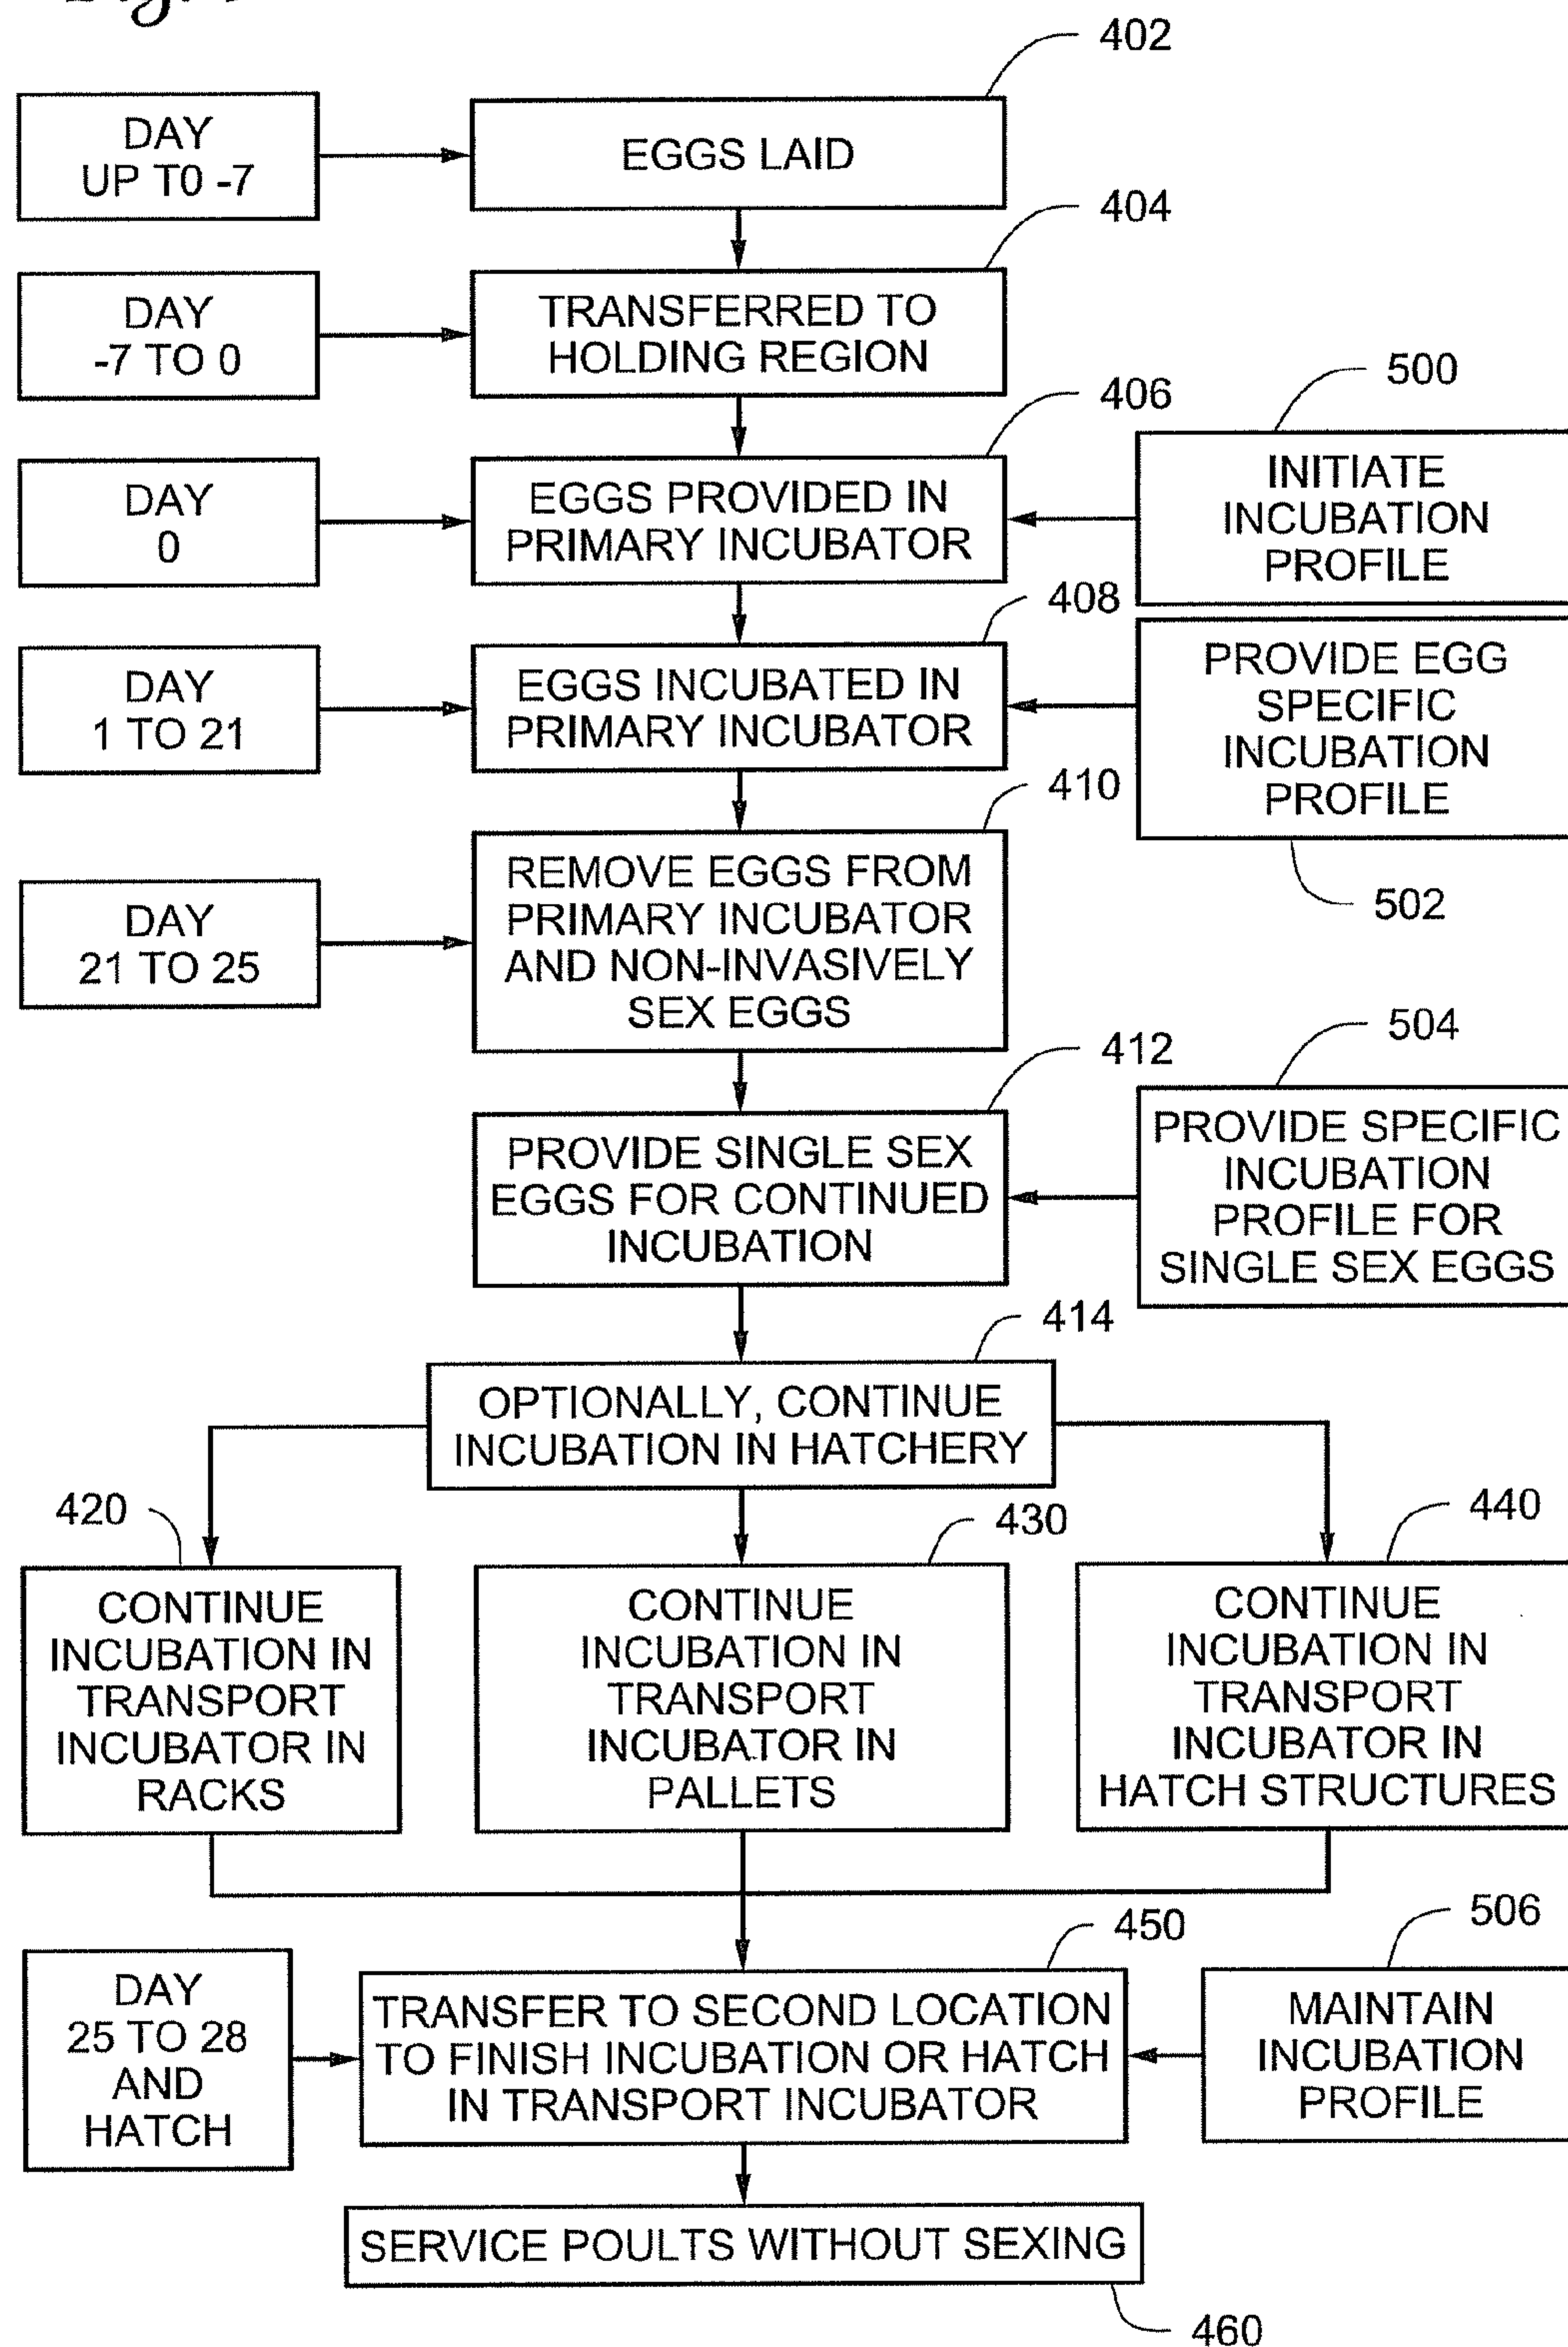 402
DAY
UP T0 -7
EGGS LAID
404
DAY
-7 TO 0
TRANSFERRED TO
HOLDING REGION
406
500
DAY
0
EGGS PROVIDED IN
PRIMARY INCUBATOR
INITIATE
INCUBATION
PROFILE
408
DAY
1 TO 21
EGGS INCUBATED IN
PRIMARY INCUBATOR
PROVIDE EGG
SPECIFIC
INCUBATION
PROFILE
502
410
DAY
21 TO 25
REMOVE EGGS FROM
PRIMARY INCUBATOR
AND NON-INVASIVELY
SEX EGGS
412
504
PROVIDE SINGLE SEX
EGGS FOR CONTINUED
INCUBATION
PROVIDE SPECIFIC
INCUBATION
PROFILE FOR
SINGLE SEX EGGS
414
OPTIONALLY, CONTINUE
INCUBATION IN HATCHERY
420
430
440
CONTINUE
INCUBATION IN
TRANSPORT
INCUBATOR IN
RACKS
CONTINUE
INCUBATION IN
TRANSPORT
INCUBATOR IN
PALLETS
CONTINUE
INCUBATION IN
TRANSPORT
INCUBATOR IN
HATCH STRUCTURES
450
506
DAY
25 TO 28
AND
HATCH
TRANSFER TO SECOND LOCATION
TO FINISH INCUBATION OR HATCH
IN TRANSPORT INCUBATOR
MAINTAIN
INCUBATION
PROFILE
SERVICE POULTS WITHOUT SEXING
460